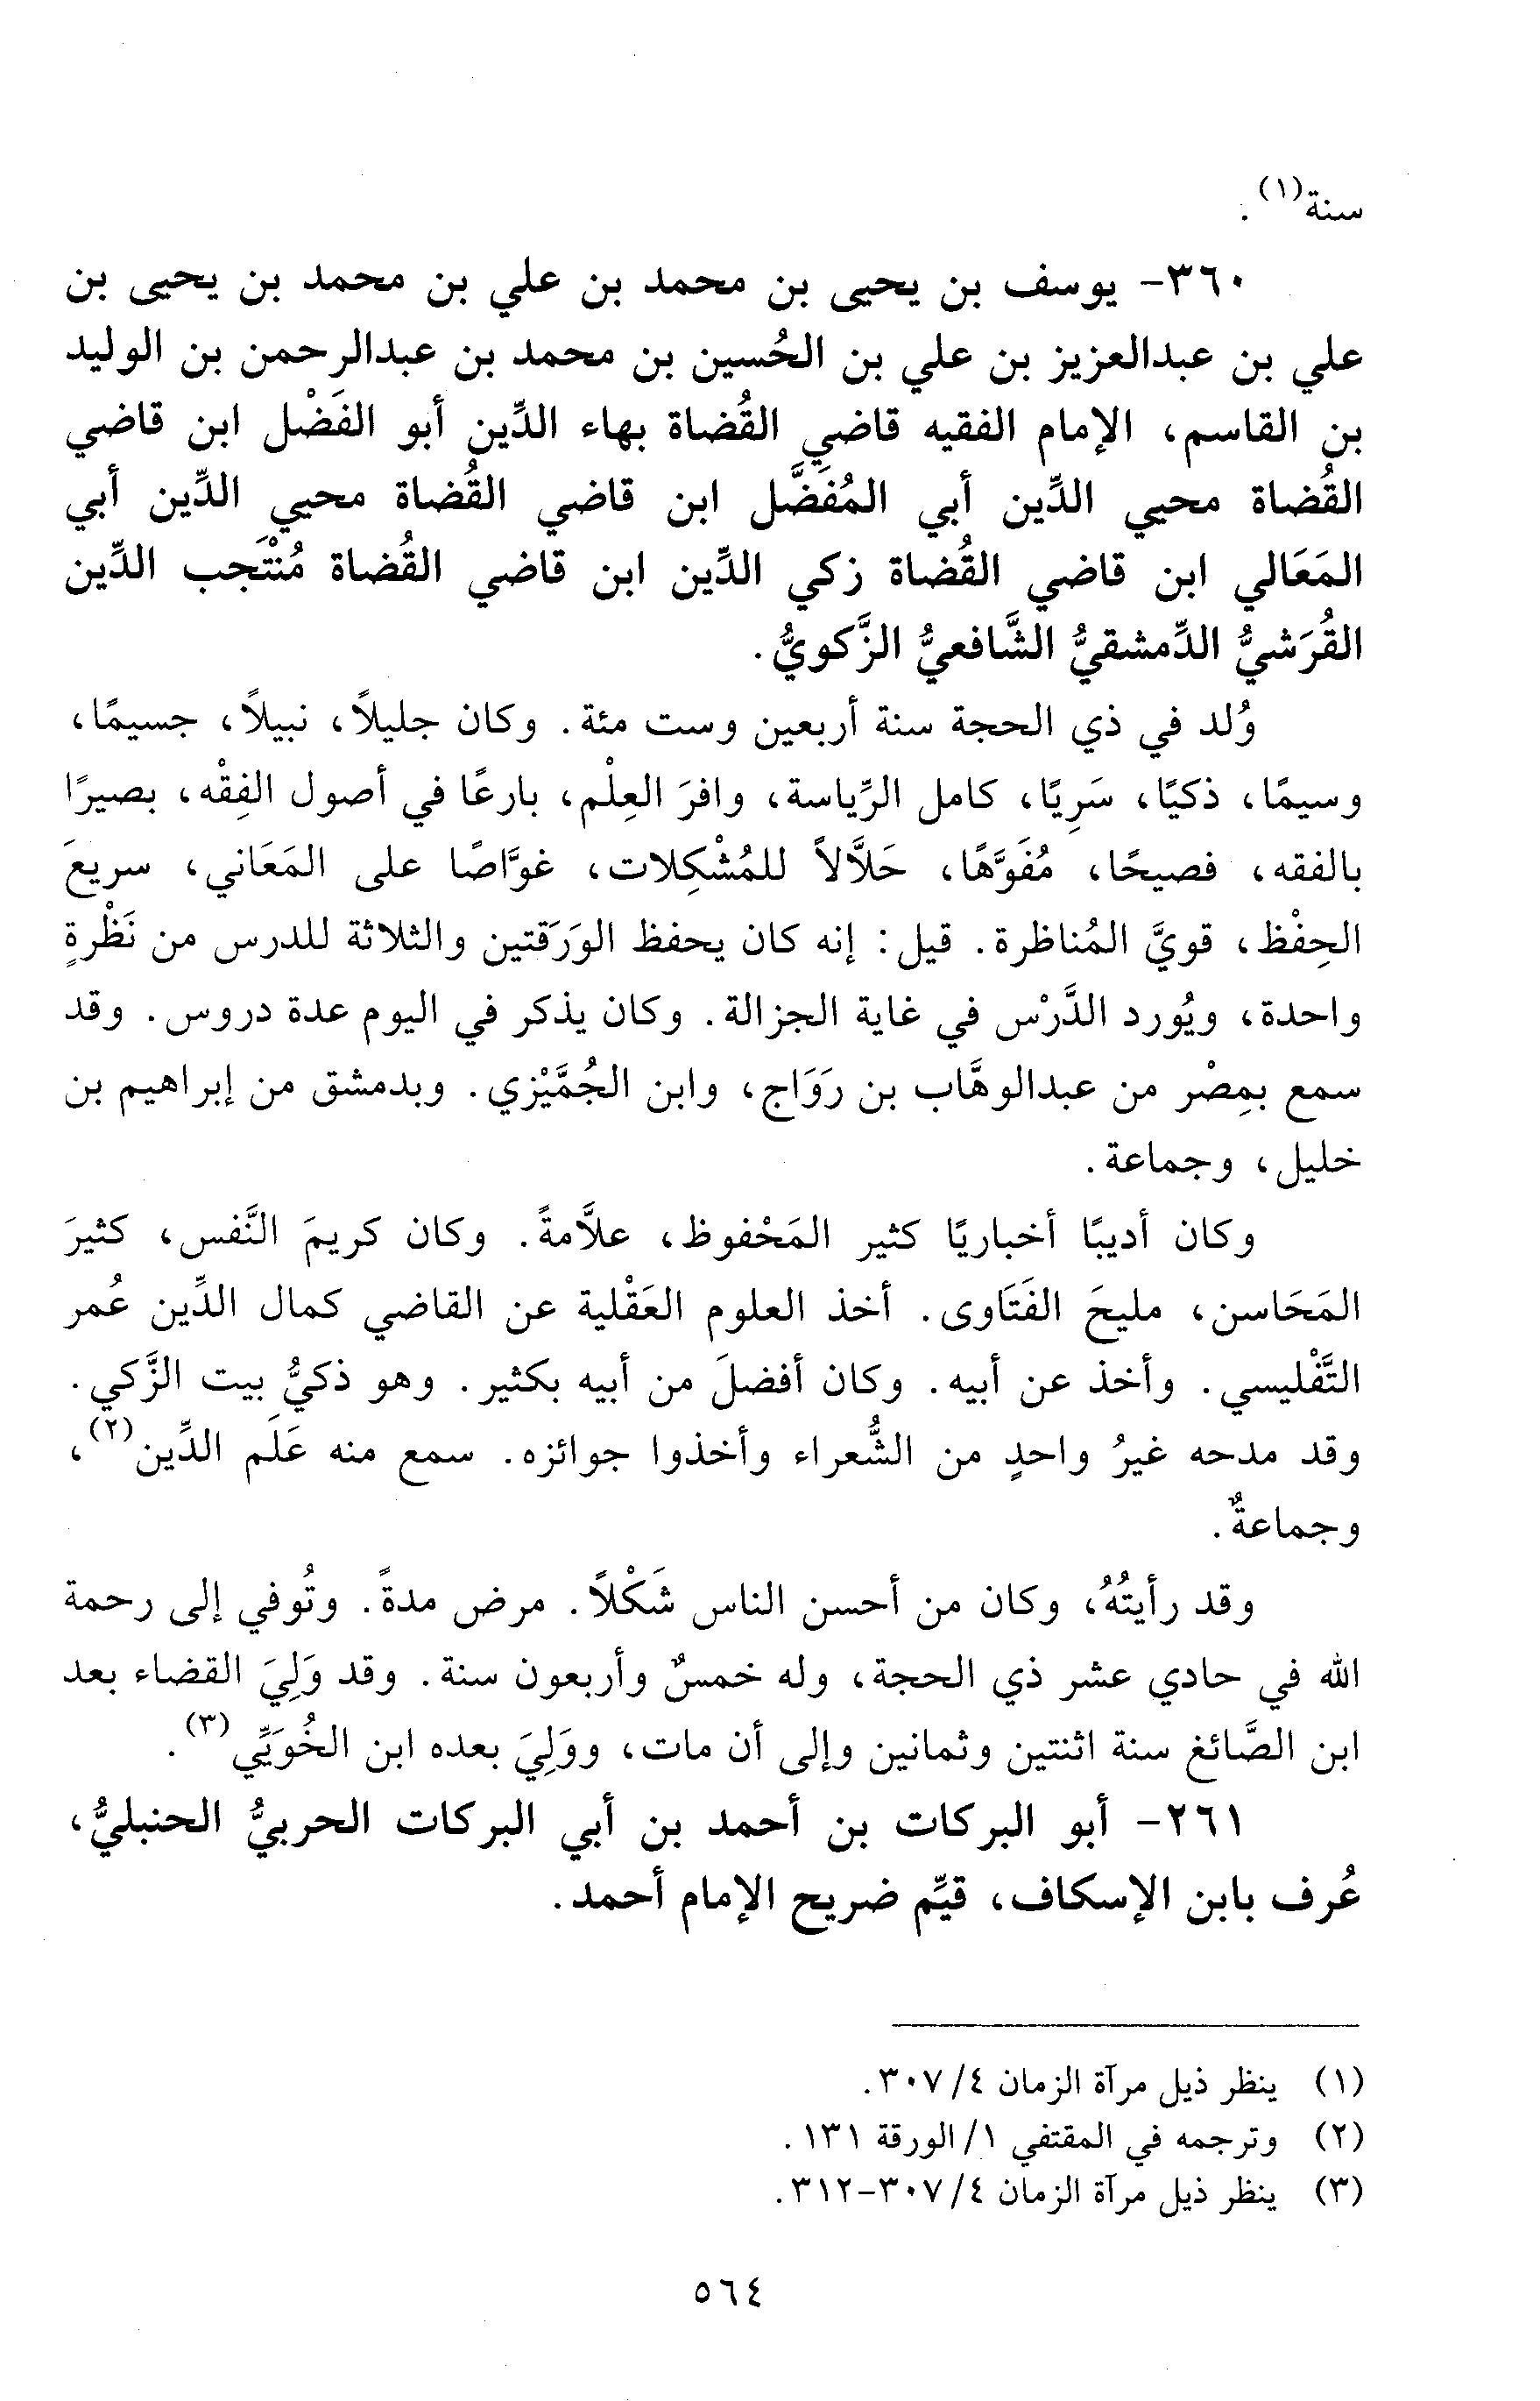 سنة(١).
٣٦٠- يوسف بن يحيى بن محمد بن علي بن محمد بن يحيى بن
علي بن عبدالعزيز بن علي بن الحُسين بن محمد بن عبدالرحمن بن الوليد
بن القاسم، الإمام الفقيه قاضي القُضاة بهاء الدِّين أبو الفَضْل ابن قاضي
القُضاة محيي الدِّين أبي المُفَضَّل ابن قاضي القُضاة محيي الدِّين أبي
المَعَالي ابن قاضي القُضاة زكي الدِّين ابن قاضي القُضاة مُنْتَجب الدِّين
القُرَشيُّ الدِّمشقيُّ الشَّافعيُّ الزَّكويُّ.
وُلد في ذي الحجة سنة أربعين وست مئة. وكان جليلاً، نبيلاً، جسيمًا،
وسيمًا، ذكيًا، سَرِيًا، كامل الرِّياسة، وافرَ العِلْم، بارعًا في أصول الفِقْه، بصيرًا
بالفقه، فصيحًا، مُفَوَّهًا، حَلاَّلاً للمُشْكِلات، غوَّاصًا على المَعَاني، سريعَ
الحِفْظ، قويَّ المُناظرة. قيل: إنه كان يحفظ الوَرَقتين والثلاثة للدرس من نَظْرةٍ
واحدة، ويُورد الدَّرْس في غاية الجزالة. وكان يذكر في اليوم عدة دروس. وقد
سمع بمِصْر من عبدالوهَّاب بن رَوَاج، وابن الجُمَّيْزي. وبدمشق من إبراهيم بن
خليل، وجماعة.
وكان أديبًا أخباريًا كثير المَحْفوظ، علاَّمةً. وكان كريمَ النَّفس، كثيرَ
المَحَاسن، مليحَ الفَتَاوى. أخذ العلوم العَقْلية عن القاضي كمال الدِّين عُمر
التَّفْليسي. وأخذ عن أبيه. وكان أفضلَ من أبيه بكثير. وهو ذكيُّ بيت الزَّكي.
وقد مدحه غيرُ واحدٍ من الشُّعراء وأخذوا جوائزه. سمع منه عَلَم الدِّين(٢)،
وجماعةٌ.
وقد رأيتُهُ، وكان من أحسن الناس شَكْلاً. مرض مدةً. وتُوفي إلى رحمة
الله في حادي عشر ذي الحجة، وله خمسٌ وأربعون سنة. وقد وَلِيَ القضاء بعد
ابن الصَّائغ سنة اثنتين وثمانين وإلى أن مات، ووَلِيَ بعده ابن الخُوَيِّي(٣).
٢٦١- أبو البركات بن أحمد بن أبي البركات الحربيُّ الحنبليُّ،
عُرف بابن الإسكاف، قيِّم ضريح الإمام أحمد.
(١) ينظر ذيل مرآة الزمان ٤/ ٣٠٧.
(٢) وترجمه في المقتفي ١/ الورقة ١٣١.
(٣) ينظر ذيل مرآة الزمان ٤/ ٣٠٧-٣١٢.
٥٦٤